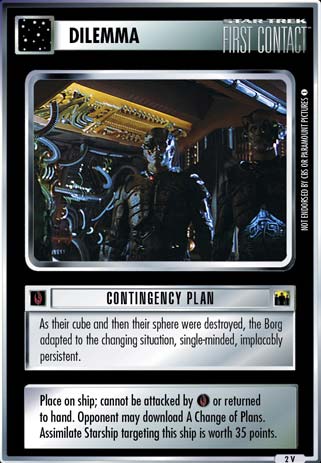 DILEMMA
STAR TREK
FIRST CONTACT
NOT ENDORSED BY CBS OR PARAMOUNT PICTURES
CONTINGENCY PLAN
As their cube and then their sphere were destroyed, the Borg
adapted to the changing situation, single-minded, implacably
persistent.
Place on ship; cannot be attacked by or returned
to hand. Opponent may download A Change of Plans.
Assimilate Starship targeting this ship is worth 35 points.
2 V